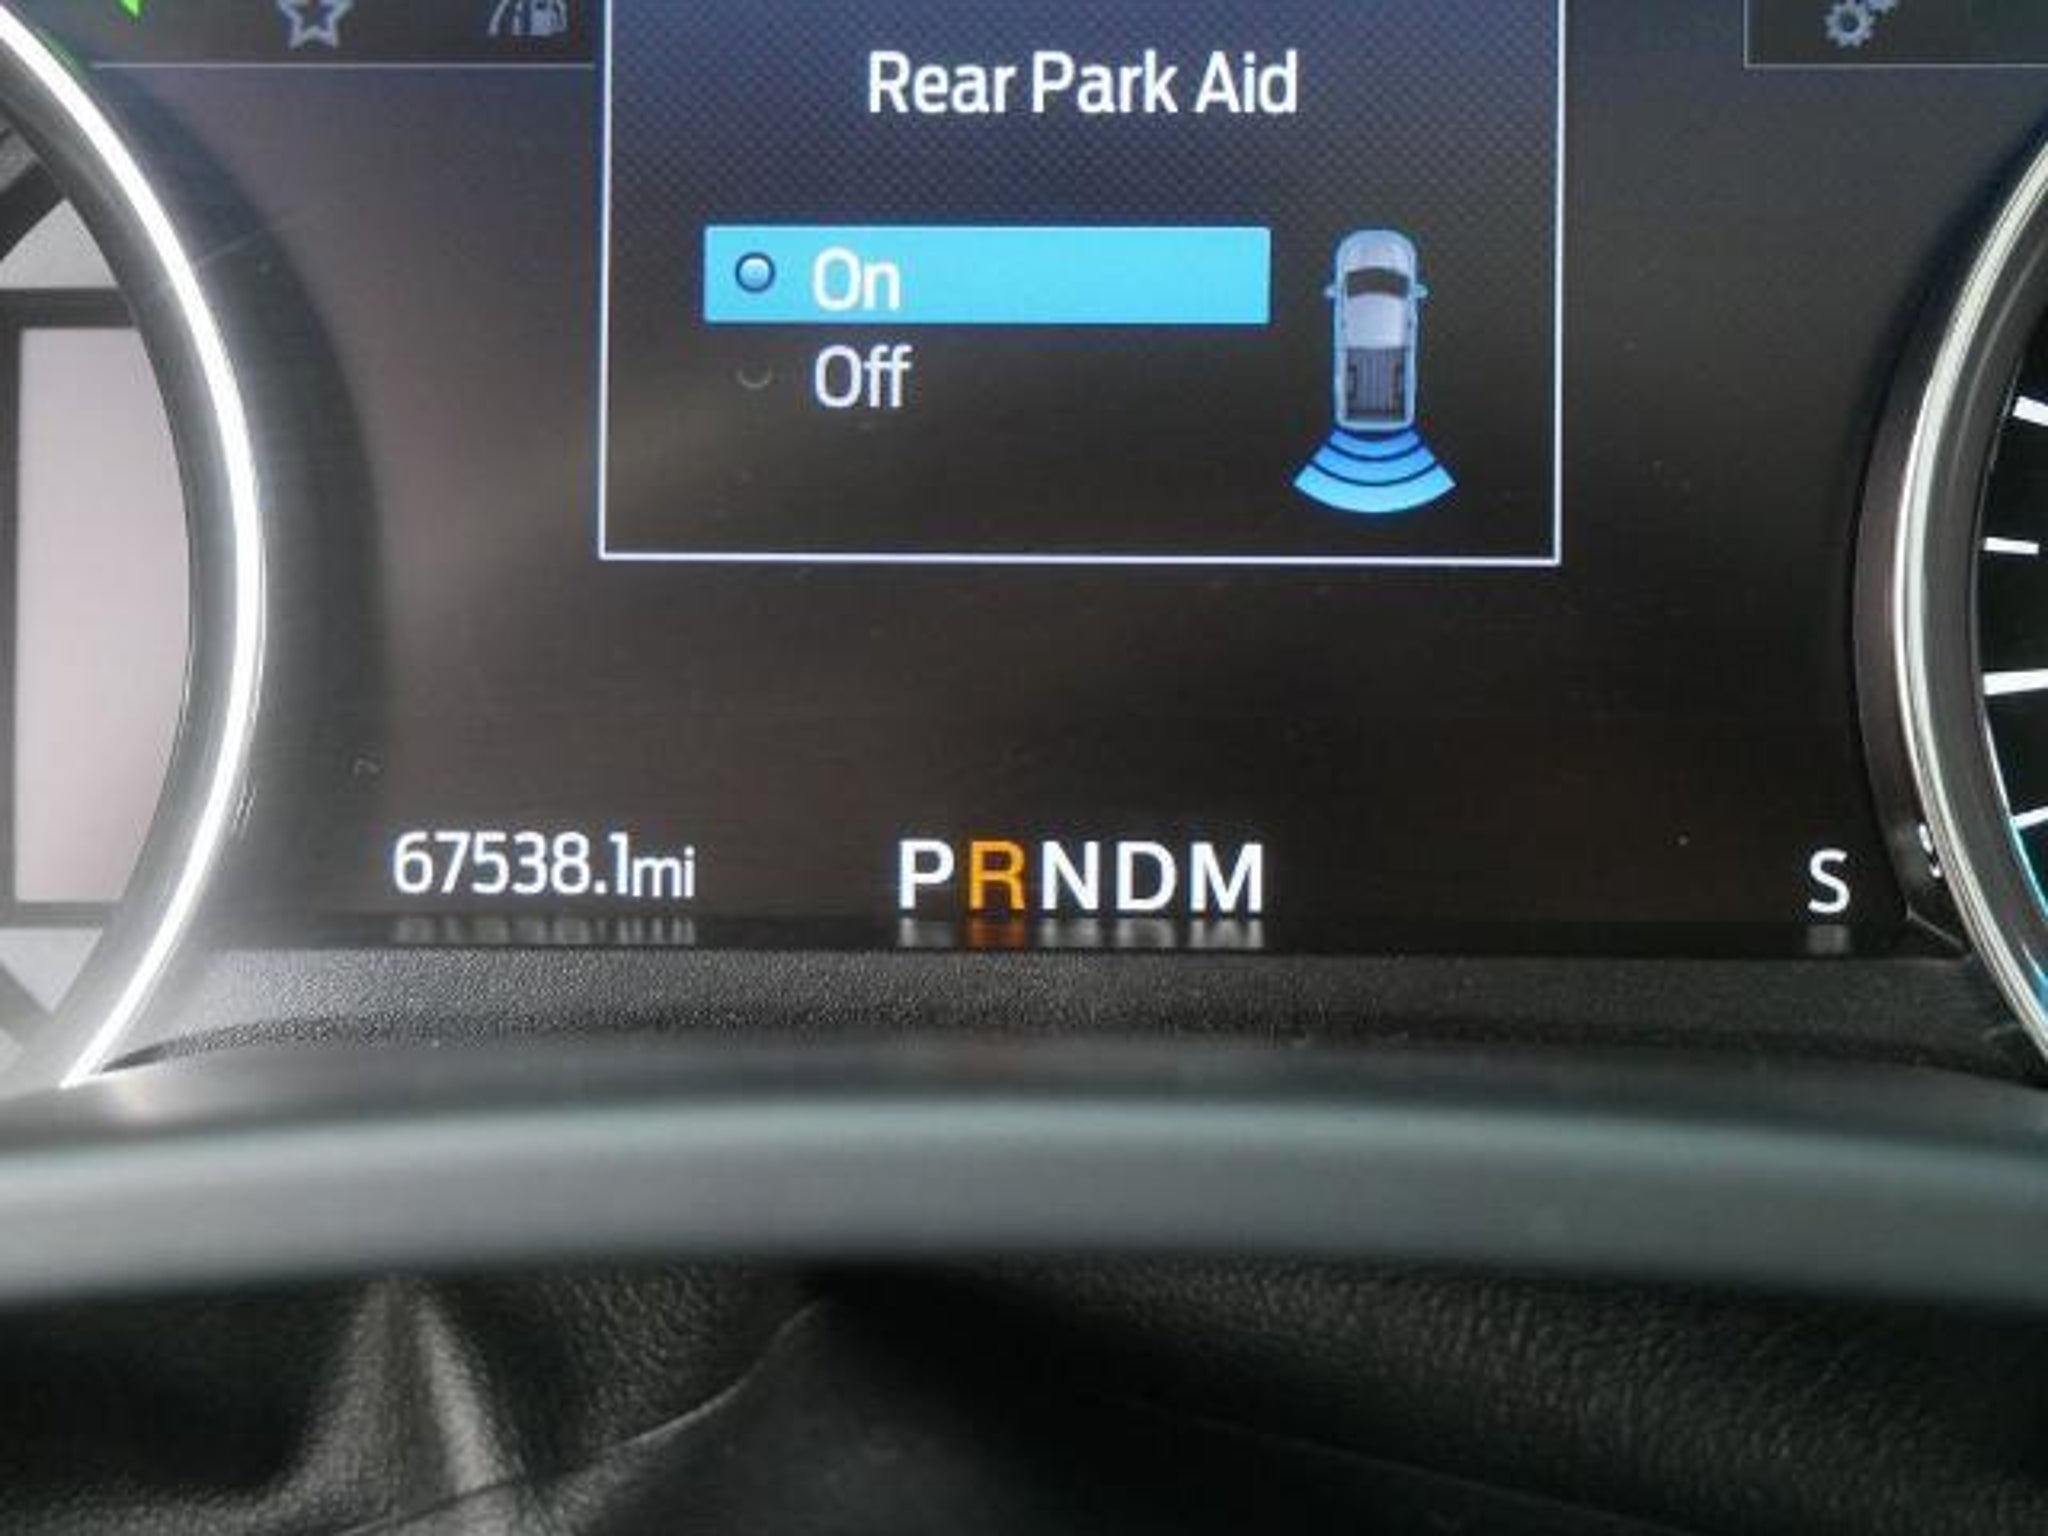 Rear Park Aid
On
Off
67538.1mi
PRNDM
S